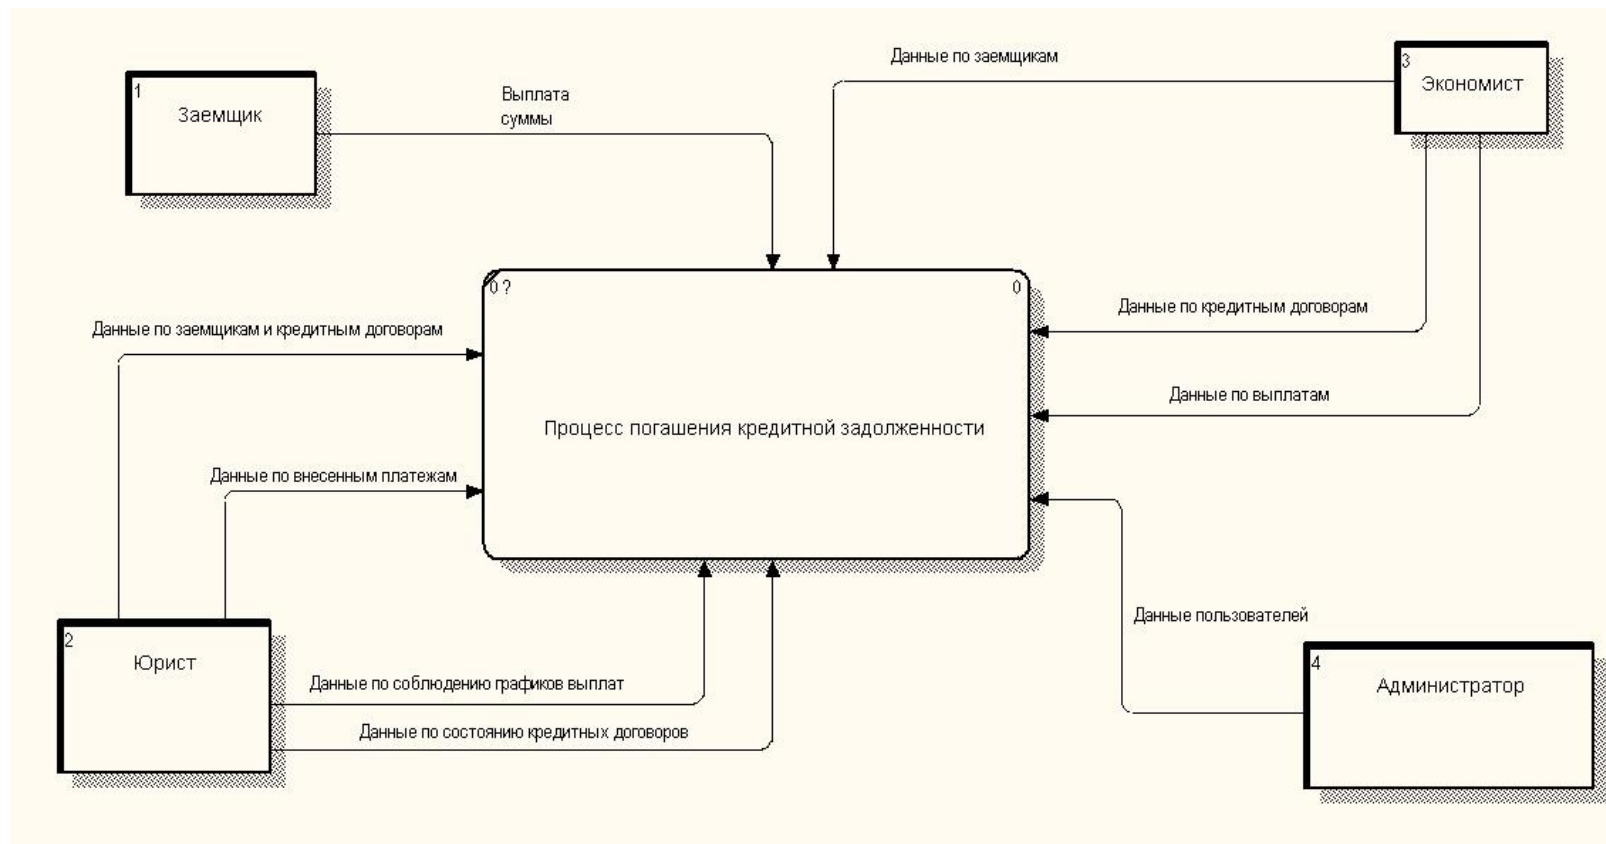 Данные по заемщикам
3
Экономист
1
Заемщик
Выплата
суммы
0 ?
0
Данные по кредитным договорам
Данные по заемщикам и кредитным договорам
Данные по выплатам
Процесс погашения кредитной задолженности
Данные по внесенным платежам
Данные пользователей
2
Юрист
4
Администратор
Данные по соблюдению графиков выплат
Данные по состоянию кредитных договоров